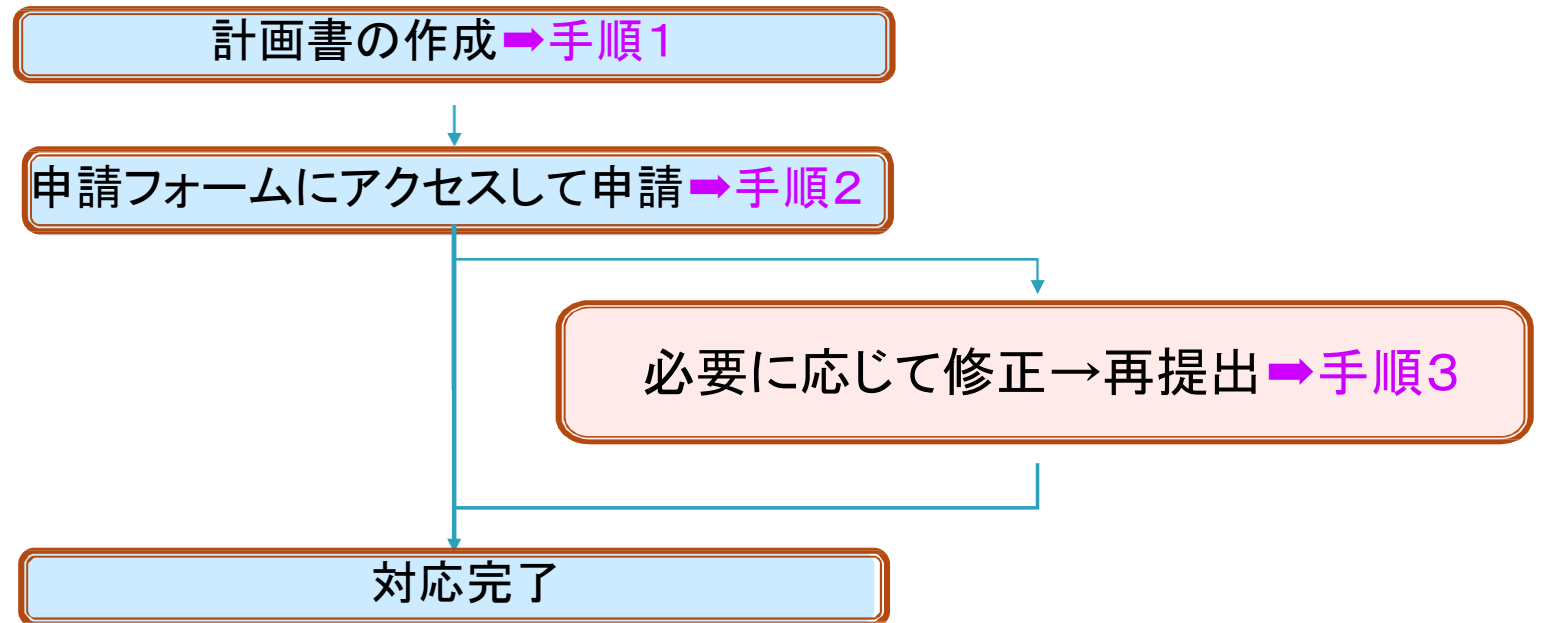 計画書の作成➡手順１
申請フォームにアクセスして申請➡手順２
必要に応じて修正→再提出➡手順３
対応完了